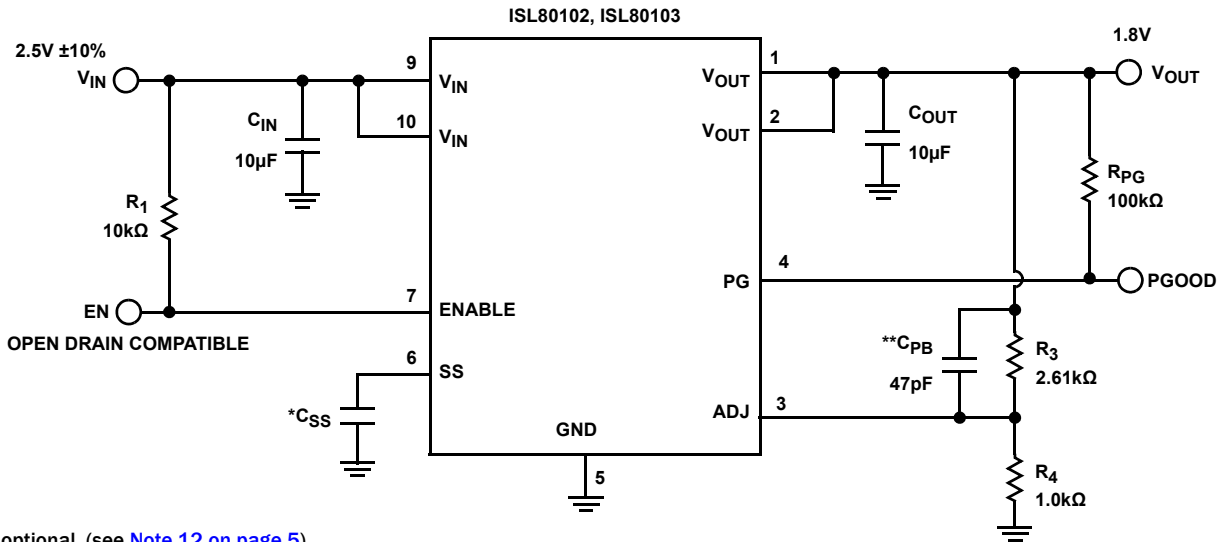 ISL80102, ISL80103
2.5V ±10%
VIN
9
VIN
10
VIN
CIN
10µF
R1
10kΩ
EN
OPEN DRAIN COMPATIBLE
7
ENABLE
6
SS
*CSS
GND
5
1.8V
1
VOUT
VOUT
2
VOUT
COUT
10µF
RPG
100kΩ
4
PG
PGOOD
**CPB
47pF
R3
2.61kΩ
3
ADJ
R4
1.0kΩ
optional. (see Note 12 on page 5)